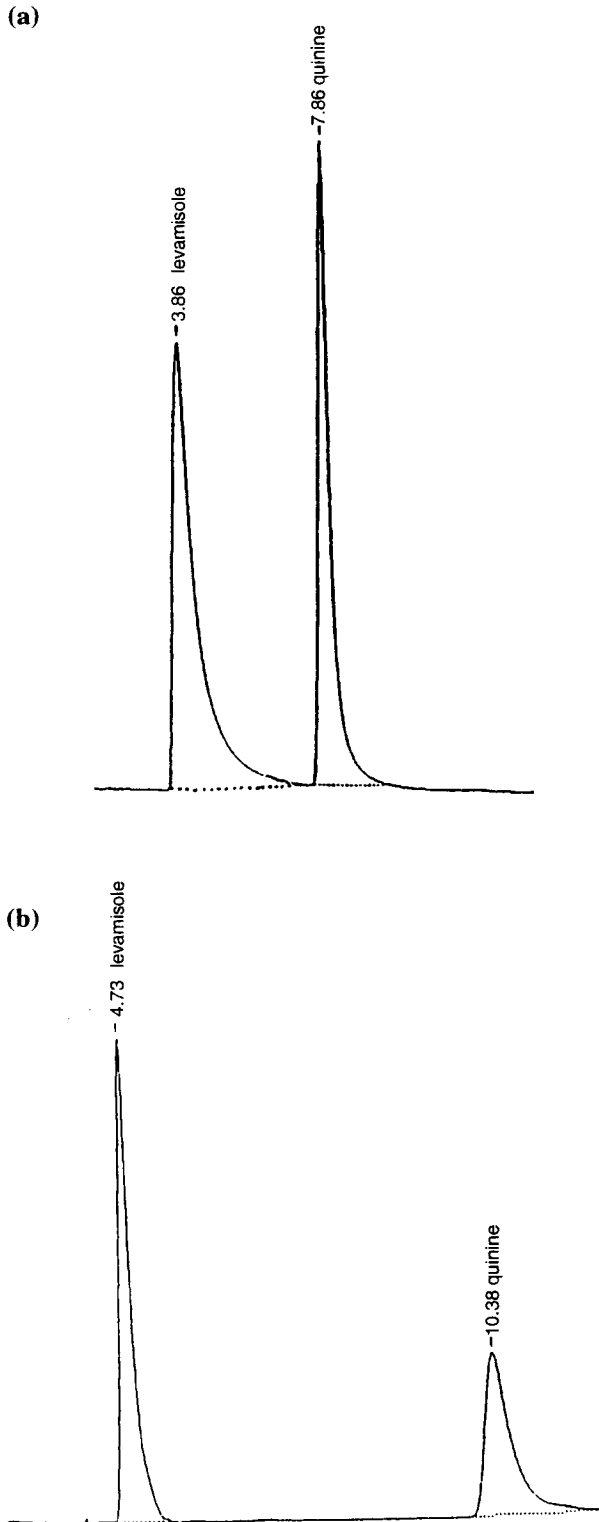 (a)
–3.86 levamisole
–7.86 quinine
(b)
– 4.73 levamisole
–10.38 quinine